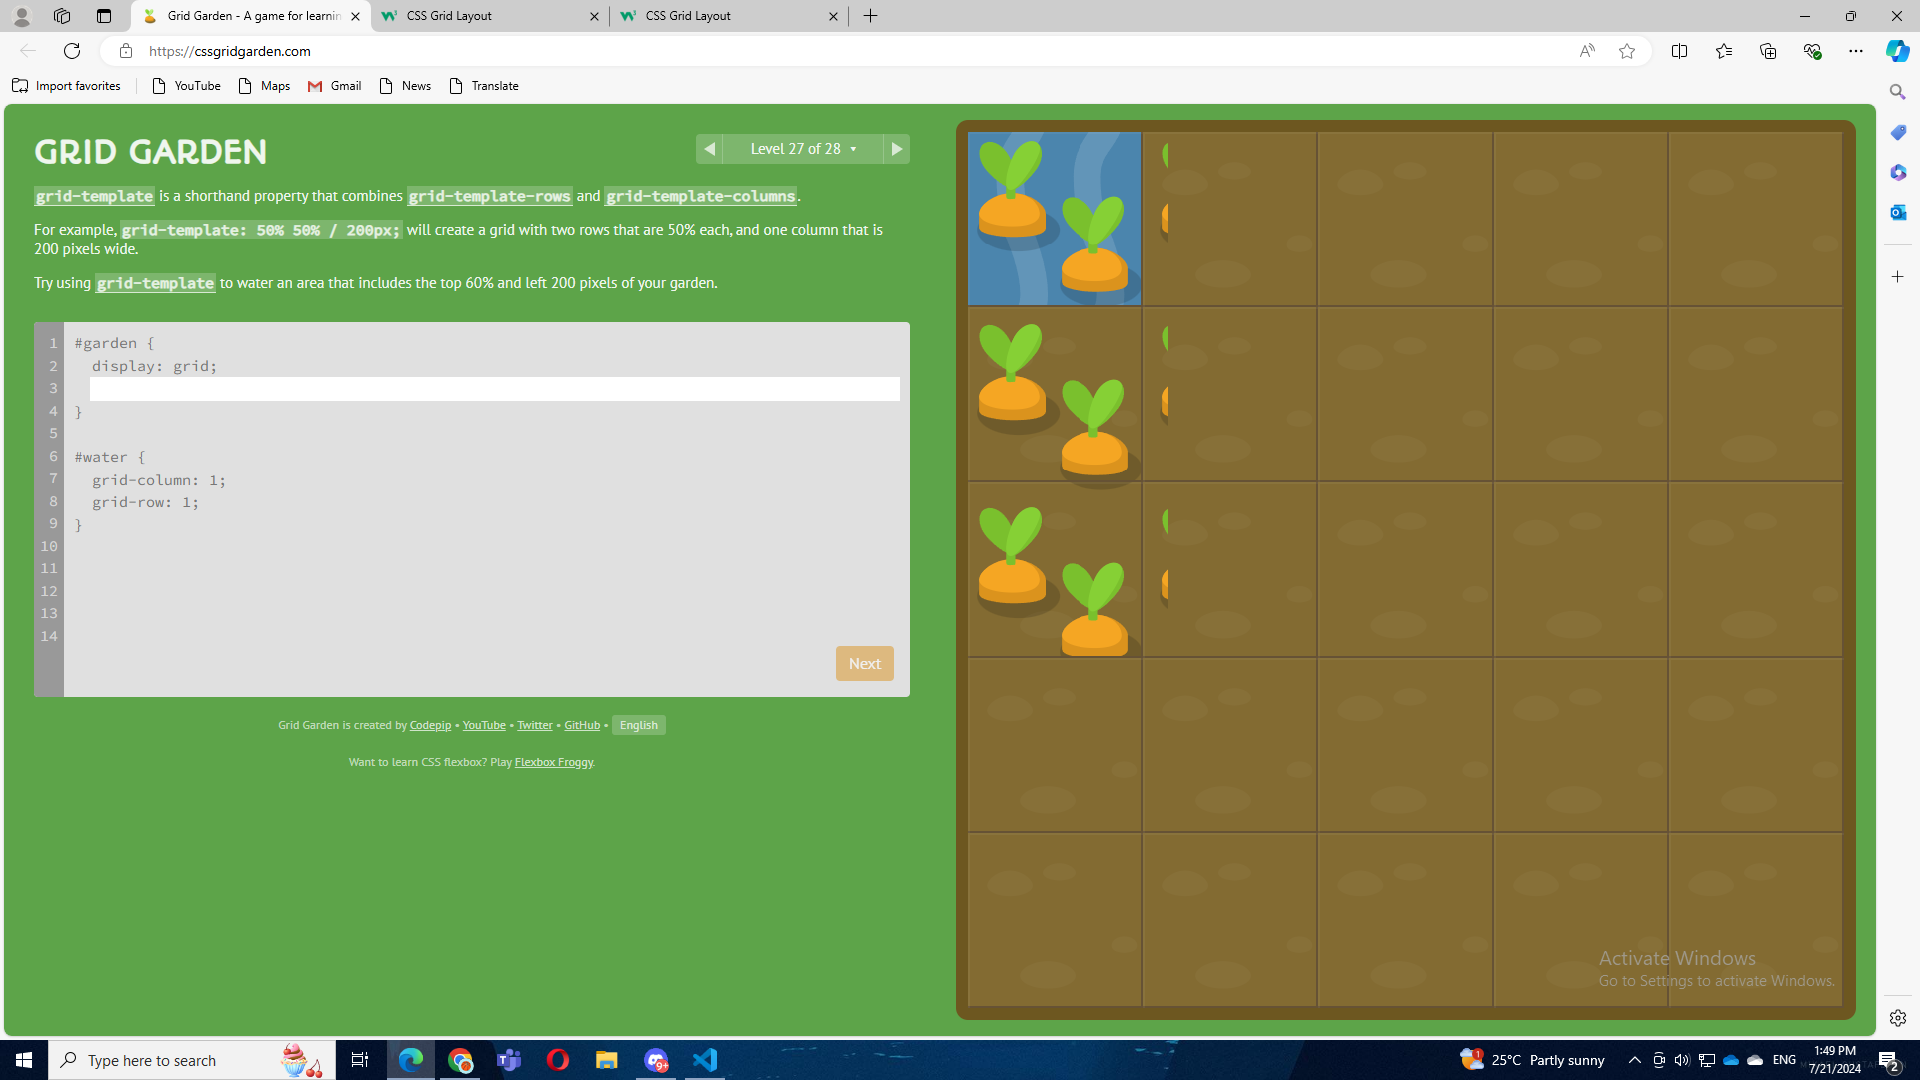 Grid Garden - A game for learnin
CSS Grid Layout
CSS Grid Layout
https://cssgridgarden.com
Import favorites
YouTube
Maps
Gmail
News
Translate
GRID GARDEN
Level 27 of 28
grid-template is a shorthand property that combines grid-template-rows and grid-template-columns.
For example, grid-template: 50% 50% / 200px; will create a grid with two rows that are 50% each, and one column that is
200 pixels wide.
Try using grid-template to water an area that includes the top 60% and left 200 pixels of your garden.
1 #garden {
2 display: grid;
3
4 }
5
6 #water {
7 grid-column: 1;
8 grid-row: 1;
9 }
10
11
12
13
14
Next
Grid Garden is created by Codepip • YouTube • Twitter • GitHub • English
Want to learn CSS flexbox? Play Flexbox Froggy.
Activate Windows
Go to Settings to activate Windows.
Type here to search
9+
1
25°C Partly sunny
ENG
1:49 PM
7/21/2024
2